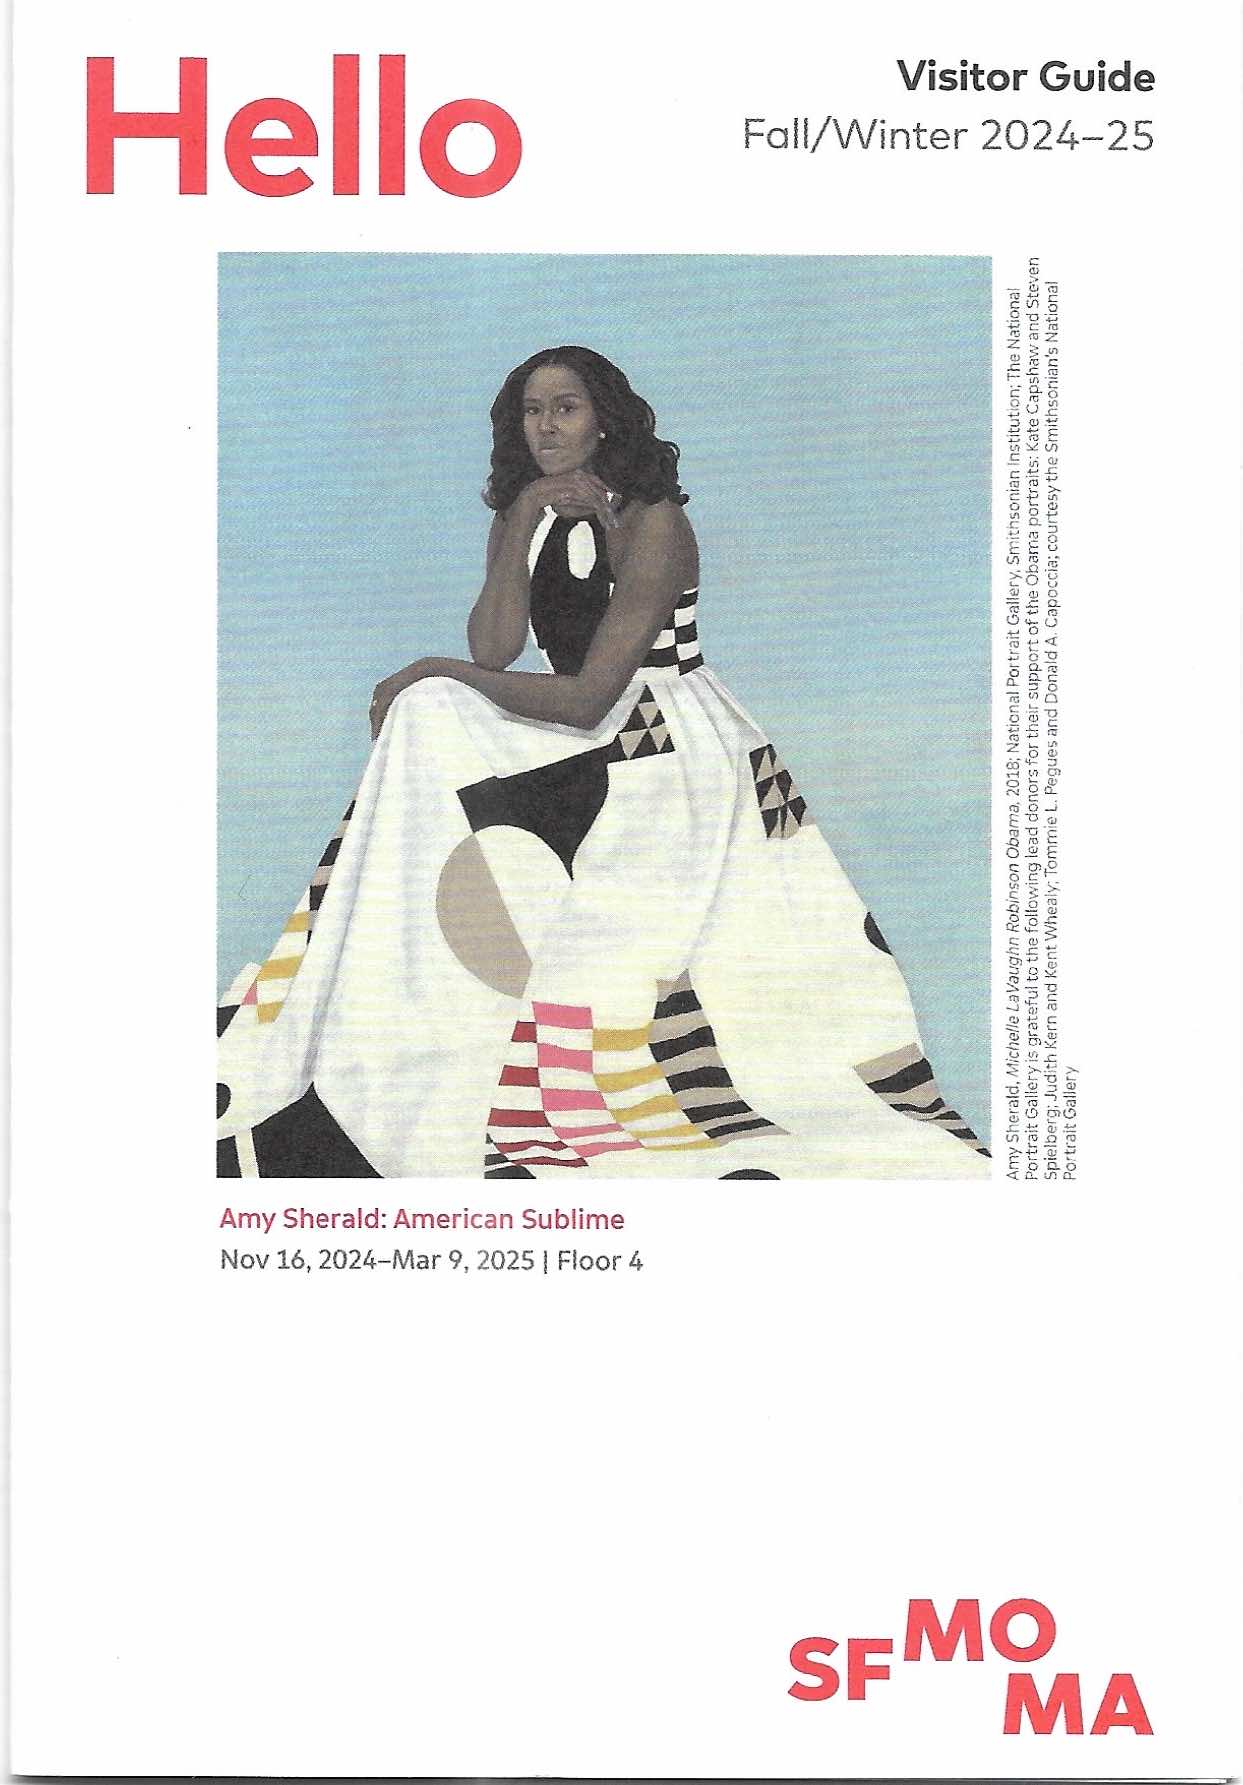 Hello
Visitor Guide
Fall/Winter 2024–25
Amy Sherald, Michelle LaVaughn Robinson Obama, 2018; National Portrait Gallery, Smithsonian Institution; The National
Portrait Gallery is grateful to the following lead donors for their support of the Obama portraits: Kate Capshaw and Steven
Spielberg; Judith Kern and Kent Whealy; Tommie L. Pegues and Donald A. Capoccia; courtesy the Smithsonian's National
Portrait Gallery
Amy Sherald: American Sublime
Nov 16, 2024–Mar 9, 2025 | Floor 4
SF MO
MA